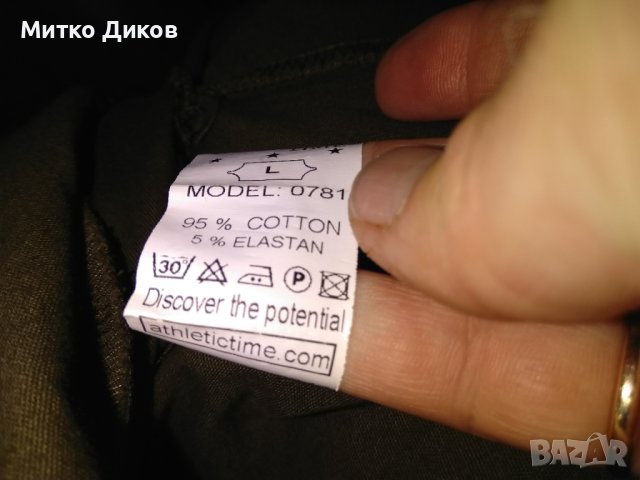 Митко Диков
L
MODEL: 0781
95 % COTTON
5 % ELASTAN
30° P
Discover the potential
athletictime.com
BAZAR